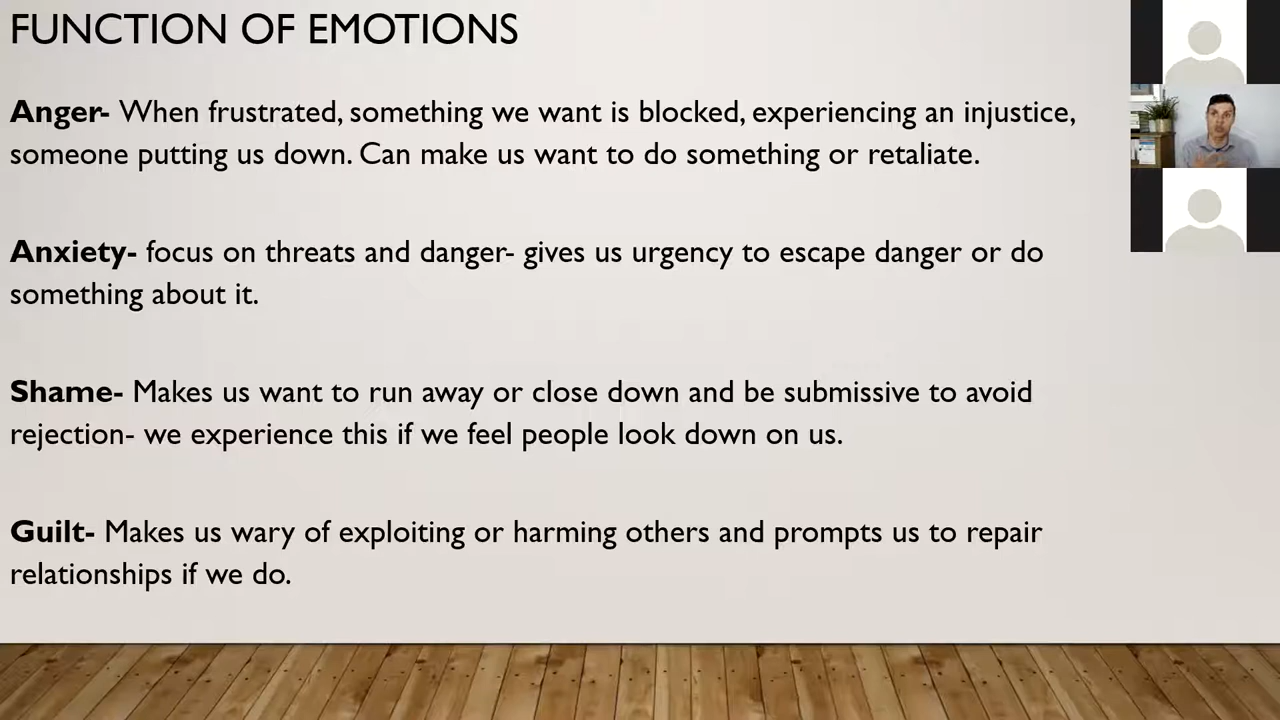 FUNCTION OF EMOTIONS
Anger- When frustrated, something we want is blocked, experiencing an injustice,
someone putting us down. Can make us want to do something or retaliate.
Anxiety- focus on threats and danger- gives us urgency to escape danger or do
something about it.
Shame- Makes us want to run away or close down and be submissive to avoid
rejection- we experience this if we feel people look down on us.
Guilt- Makes us wary of exploiting or harming others and prompts us to repair
relationships if we do.